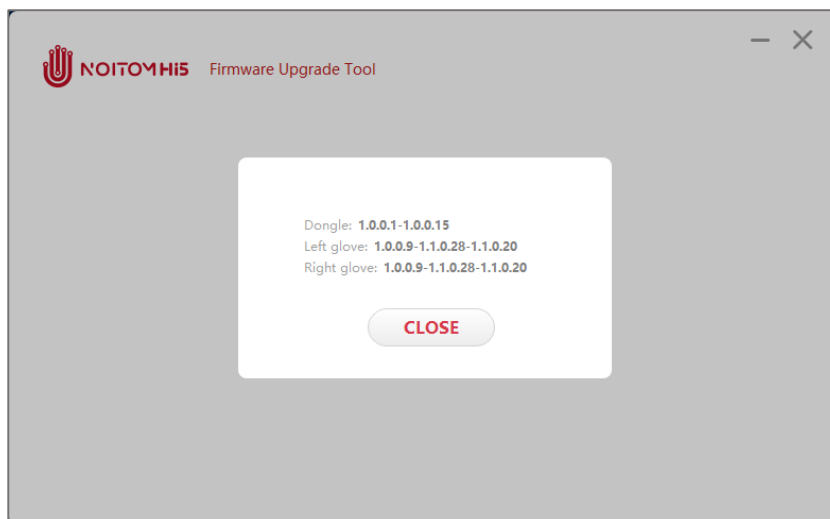 NOITOM Hi5 Firmware Upgrade Tool
Dongle: 1.0.0.1-1.0.0.15
Left glove: 1.0.0.9-1.1.0.28-1.1.0.20
Right glove: 1.0.0.9-1.1.0.28-1.1.0.20
CLOSE